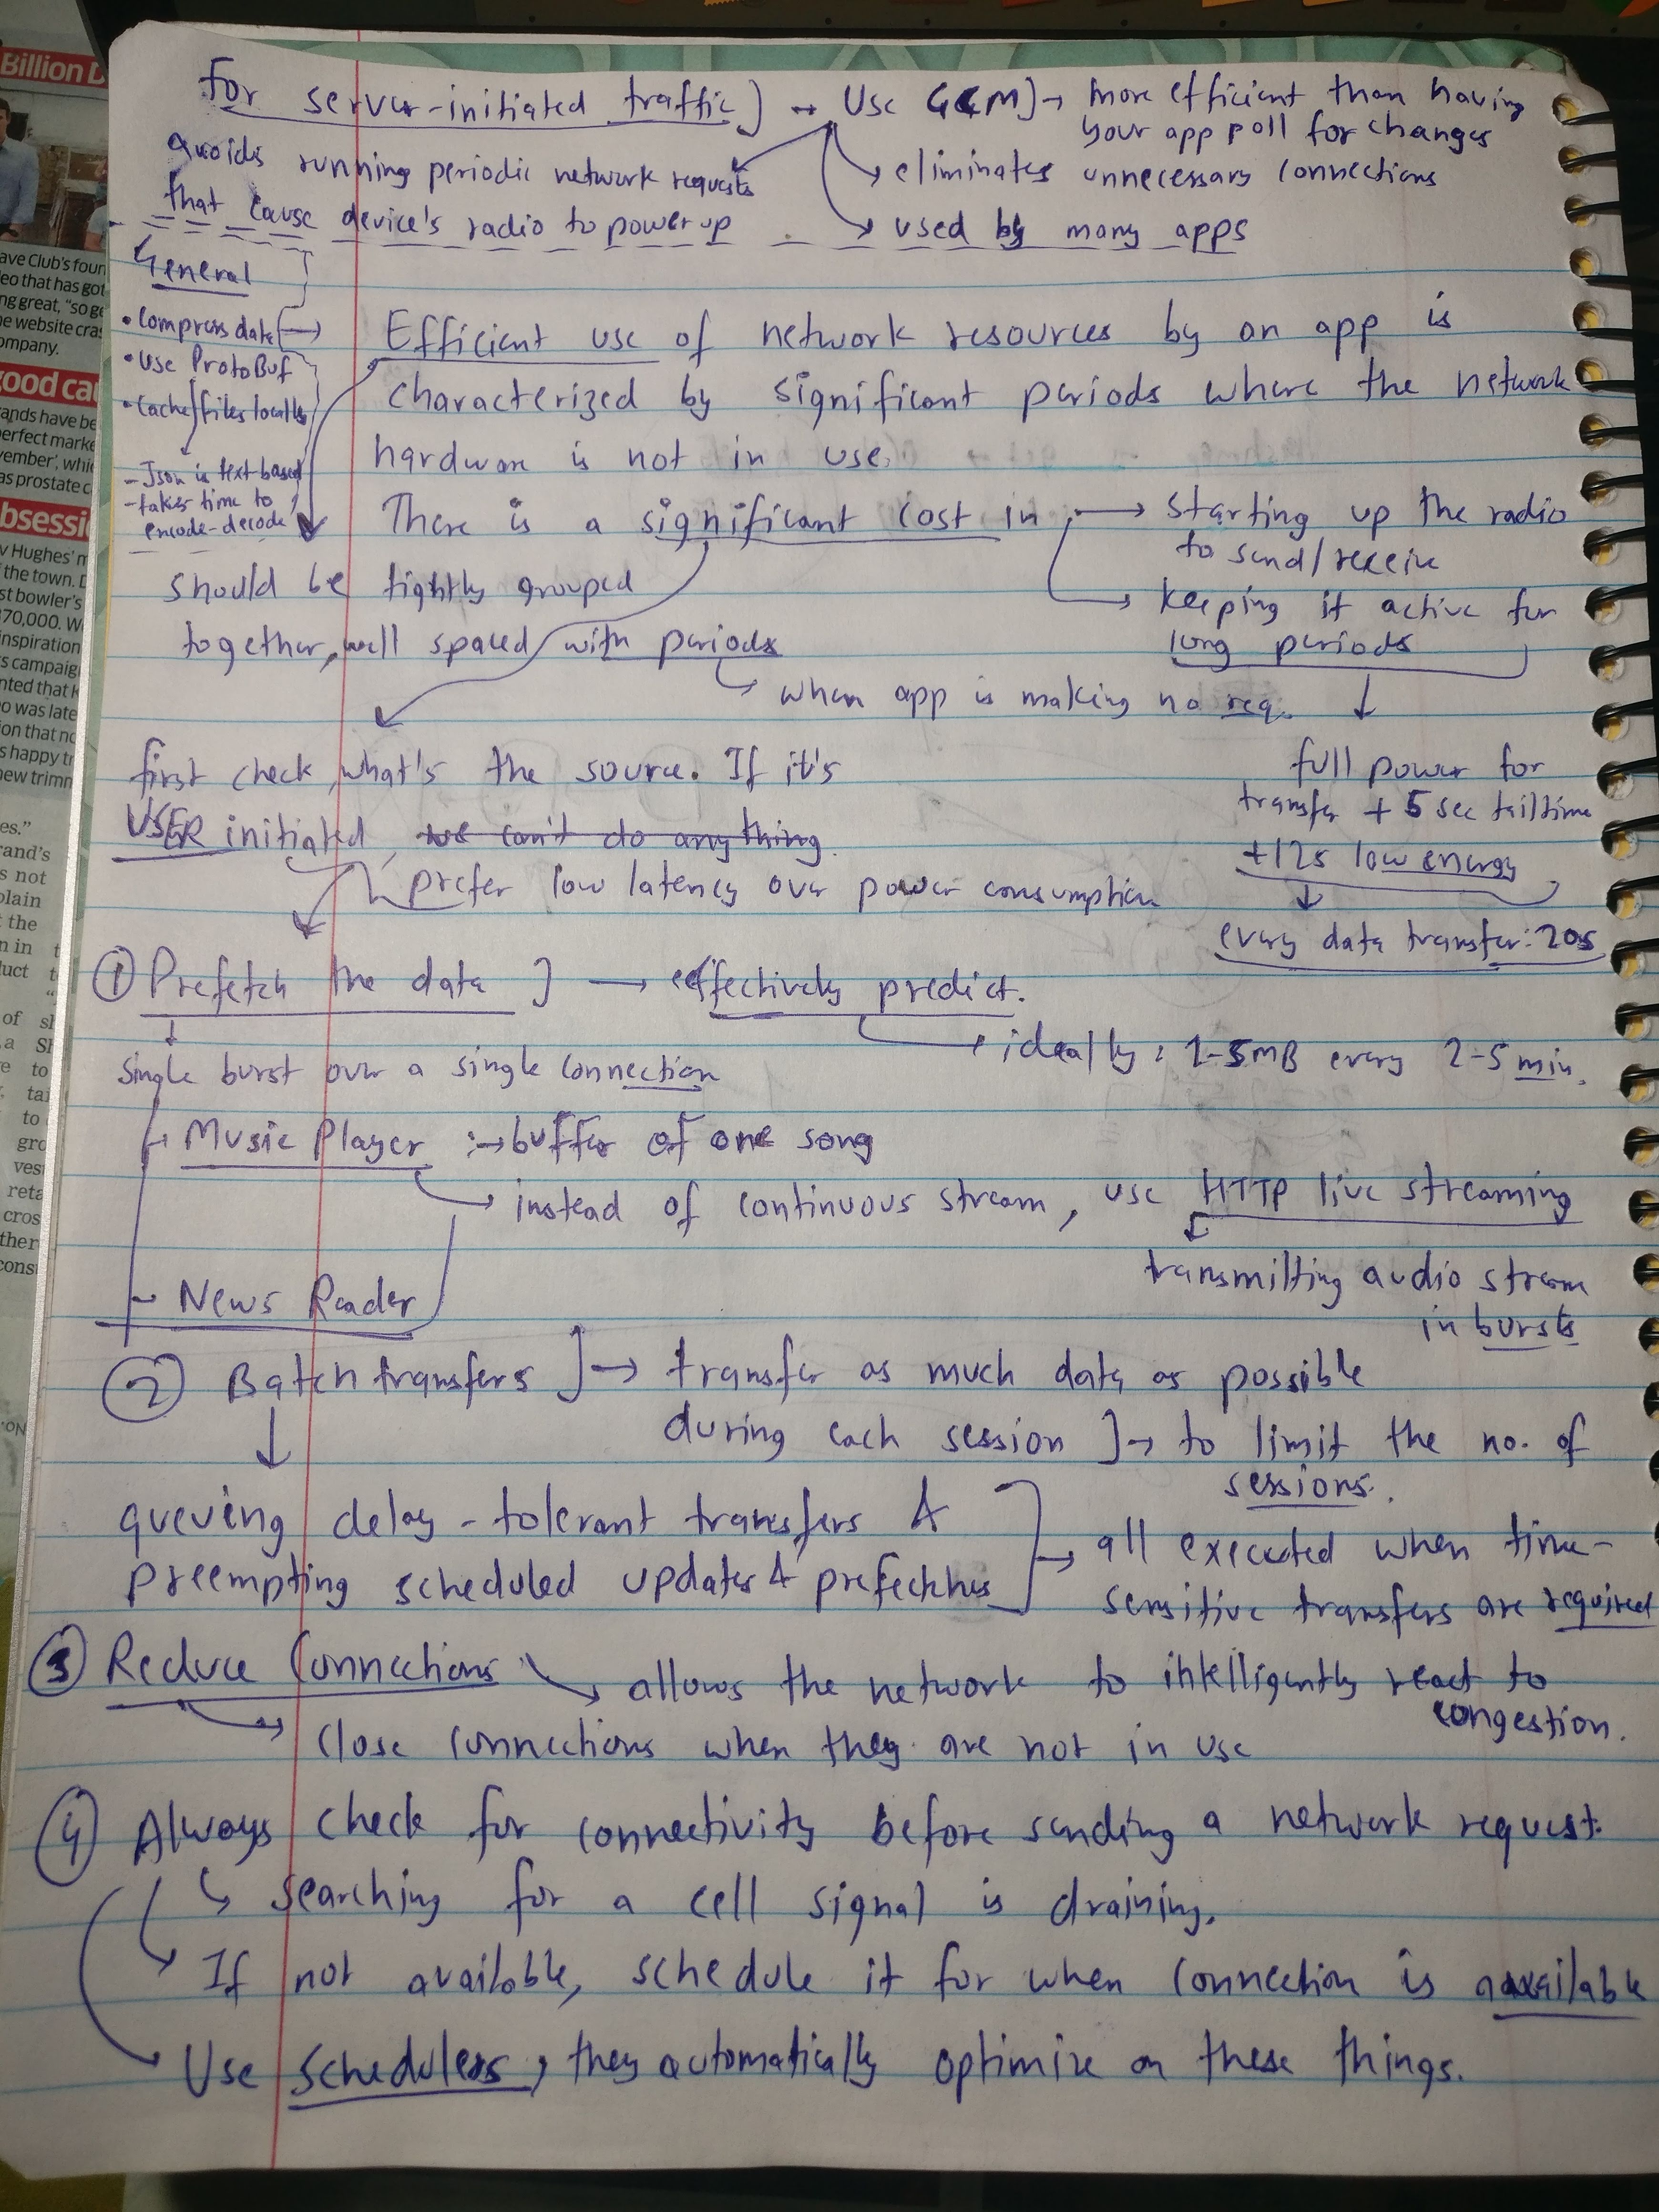 For server-initiated traffic] → Use GCM] → more efficient than having
your app poll for changes
avoids running periodic network requests
→ eliminates unnecessary connections
that cause device's radio to power up
→ used by many apps
General
• Compress data
• Use ProtoBuf
• Cache files locally
- Json is text based
- takes time to
encode-decode
Efficient use of network resources by an app is
characterized by significant periods where the network
hardware is not in use.
There is a significant cost in → starting up the radio
to send/receive
→ keeping it active for
long periods
should be tightly grouped
together, well spaced with periods
→ when app is making no req.
full power for
transfer + 5 sec tailtime
+12s low energy
every data transfer: 20s
first check, what's the source. If it's
USER initiated, we can't do anything
prefer low latency over power consumption
① Prefetch the data ] → effectively predict.
→ ideally: 1-5MB every 2-5 min.
single burst over a single connection
→ Music Player :→ buffer of one song
→ instead of continuous stream, use HTTP live streaming
transmitting audio stream
in bursts
- News Reader
② Batch transfers ] → transfer as much data as possible
during each session ] → to limit the no. of
sessions.
queuing delay-tolerant transfers &
preempting scheduled updates & prefectches
→ all executed when time-
sensitive transfers are required
③ Reduce Connections → allows the network to intelligently react to
congestion.
→ Close connections when they are not in use
④ Always check for connectivity before sending a network request.
↳ Searching for a cell signal is draining.
↳ If not available, schedule it for when connection is available
Use Schedulers, they automatically optimize on these things.
Billion D
ave Club's foun
eo that has got
ng great, "so ge
e website cras
ompany.
good cal
ands have be
erfect marke
vember', whic
as prostate c
bsessi
v Hughes' m
the town. D
st bowler's
370,000. W
inspiration
s campaig
nted that H
o was late
ion that no
s happy t
new trimm
es."
rand's
s not
plain
the
n in
duct
of
a
e to
tai
to
gro
vest
reta
cros
ther
cons